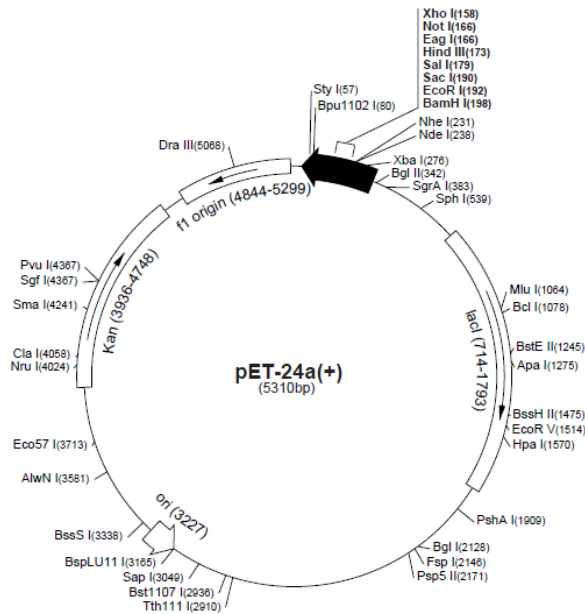 Xho I(158)
Not I(166)
Eag I(166)
Hind III(173)
Sal I(179)
Sac I(190)
EcoR I(192)
BamH I(198)
Sty I(57)
Bpu1102 I(80)
Nhe I(231)
Nde I(238)
Xba I(276)
Bgl II(342)
SgrA I(383)
Sph I(539)
Dra III(5068)
f1 origin (4844-5299)
Pvu I(4367)
Sgf I(4367)
Sma I(4241)
Kan (3936-4748)
Cla I(4058)
Nru I(4024)
Mlu I(1064)
Bcl I(1078)
lacI (714-1793)
BstE II(1245)
Apa I(1275)
pET-24a(+)
(5310bp)
BssH II(1475)
EcoR V(1514)
Hpa I(1570)
Eco57 I(3713)
AlwN I(3581)
ori (3227)
BssS I(3338)
BspLU11 I(3165)
Sap I(3049)
Bst1107 I(2936)
Tth111 I(2910)
PshA I(1909)
Bgl I(2128)
Fsp I(2146)
Psp5 II(2171)